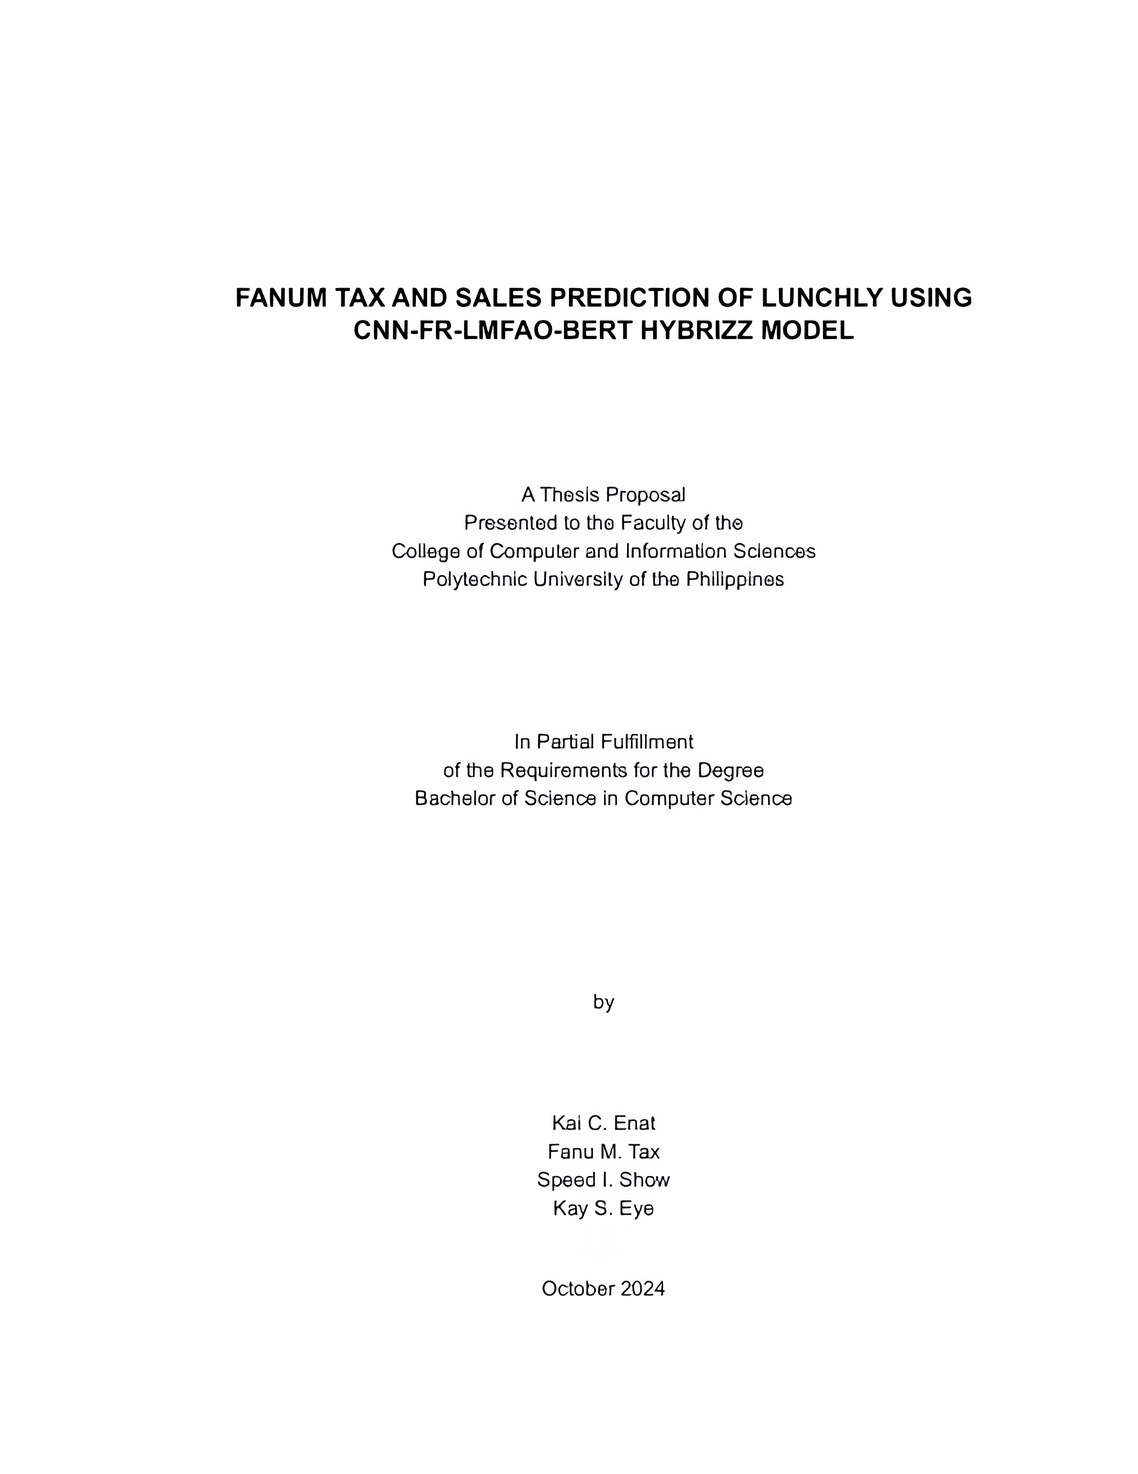 FANUM TAX AND SALES PREDICTION OF LUNCHLY USING
CNN-FR-LMFAO-BERT HYBRIZZ MODEL
A Thesis Proposal
Presented to the Faculty of the
College of Computer and Information Sciences
Polytechnic University of the Philippines
In Partial Fulfillment
of the Requirements for the Degree
Bachelor of Science in Computer Science
by
Kai C. Enat
Fanu M. Tax
Speed I. Show
Kay S. Eye
October 2024